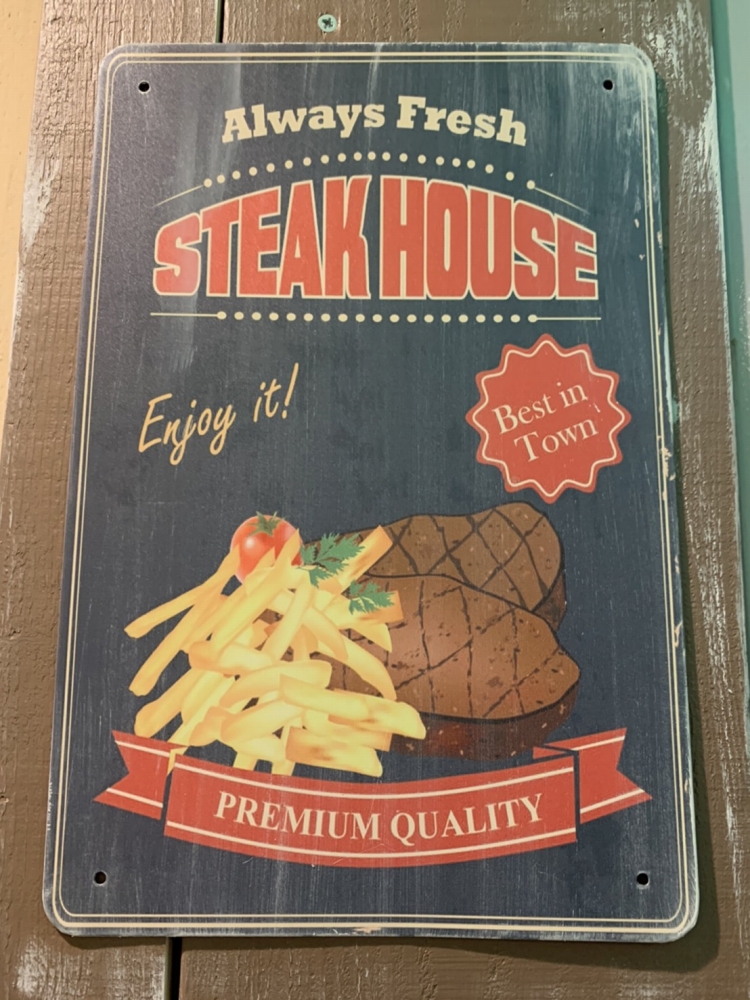 Always Fresh
STEAK HOUSE
Enjoy it!
Best in
Town
PREMIUM QUALITY